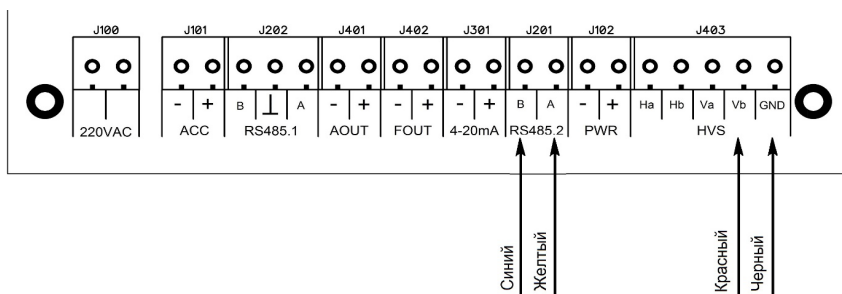 J100 J101 J202 J401 J402 J301 J201 J102 J403
- + B ⊥ A - + - + - + B A - + Ha Hb Va Vb GND
220VAC ACC RS485.1 AOUT FOUT 4-20mA RS485.2 PWR HVS
Синий
Желтый
Красный
Черный